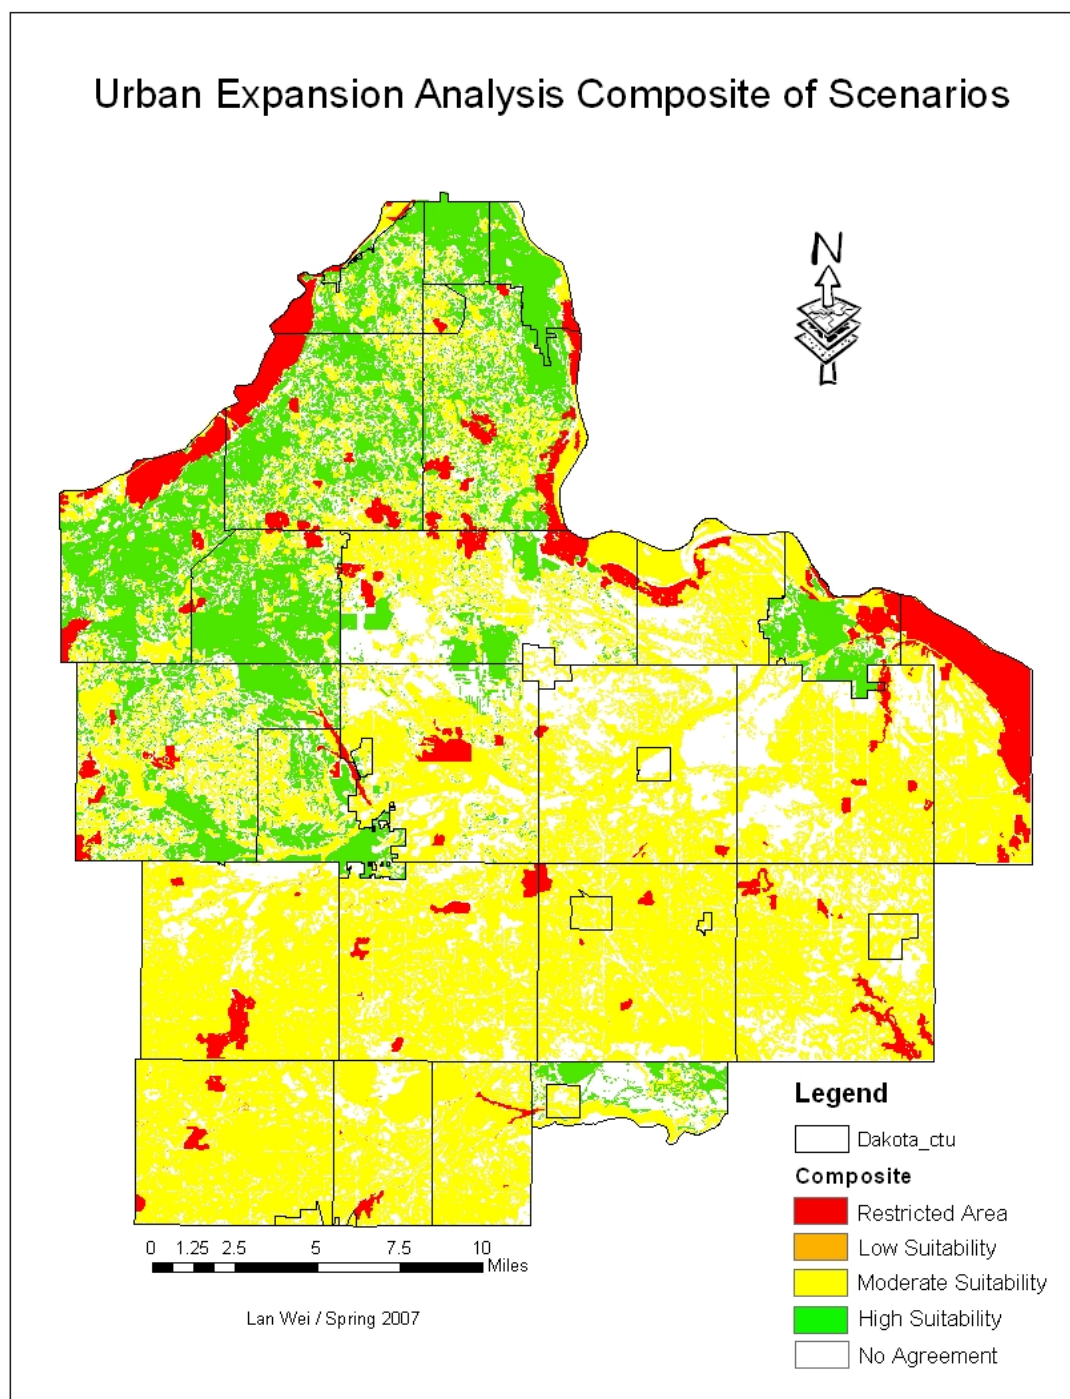 Urban Expansion Analysis Composite of Scenarios
N
Legend
Dakota_ctu
Composite
Restricted Area
Low Suitability
Moderate Suitability
High Suitability
No Agreement
0 1.25 2.5 5 7.5 10
Miles
Lan Wei / Spring 2007